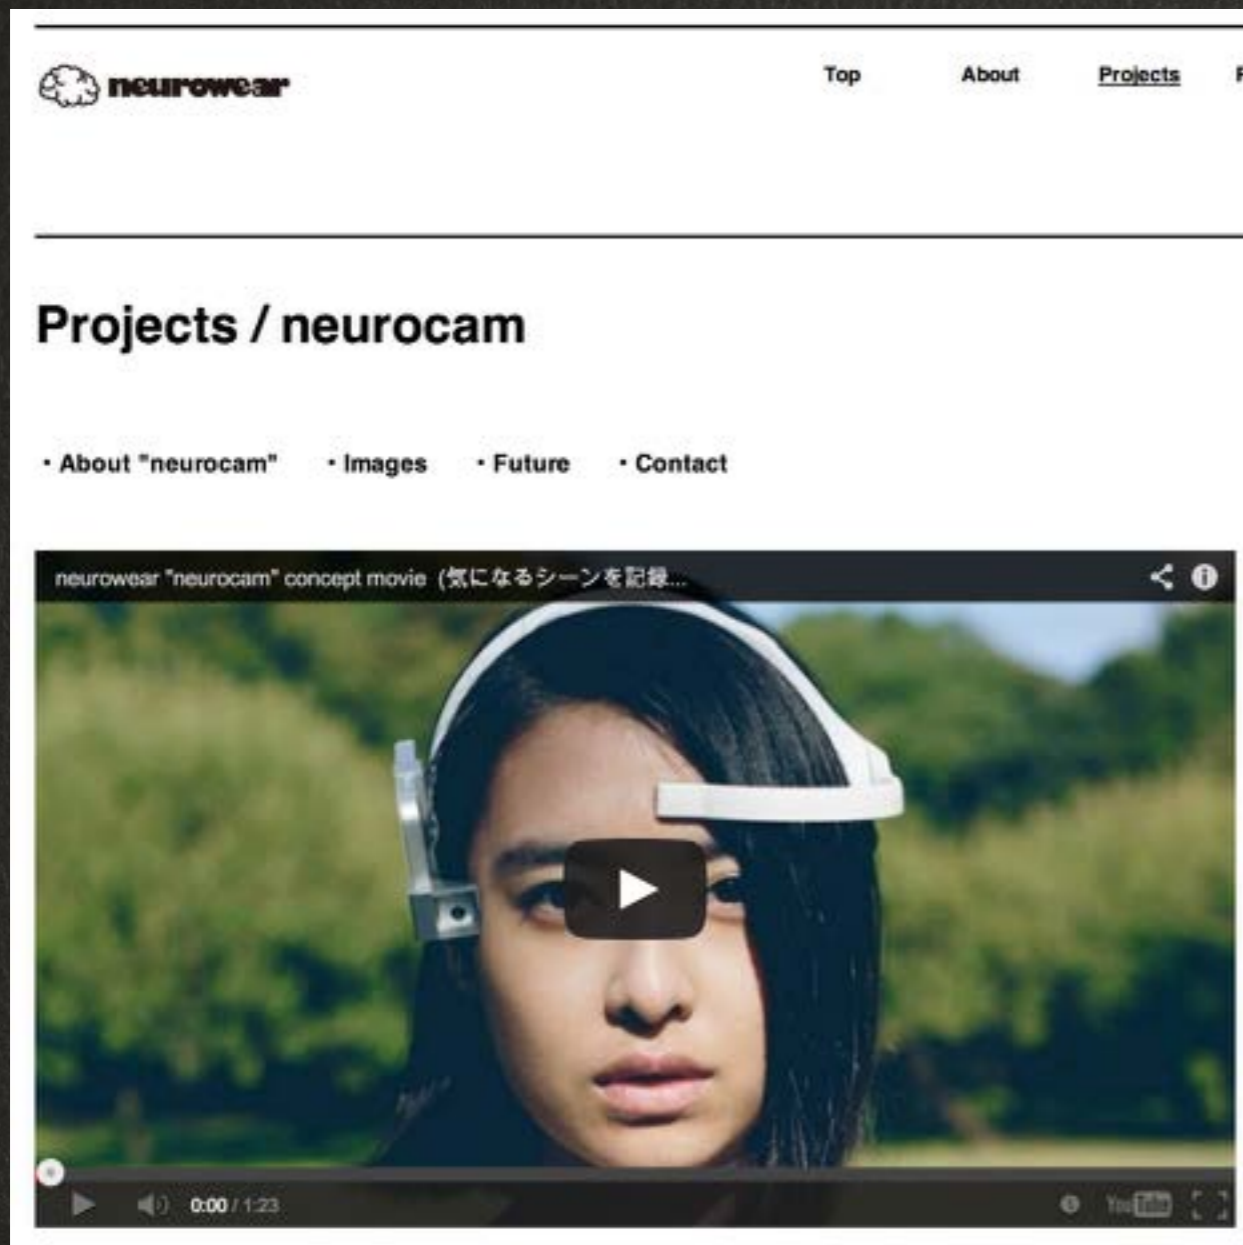 neurowear
Top About Projects
Projects / neurocam
・About "neurocam" ・Images ・Future ・Contact
neurowear "neurocam" concept movie (気になるシーンを記録...
0:00 / 1:23
YouTube